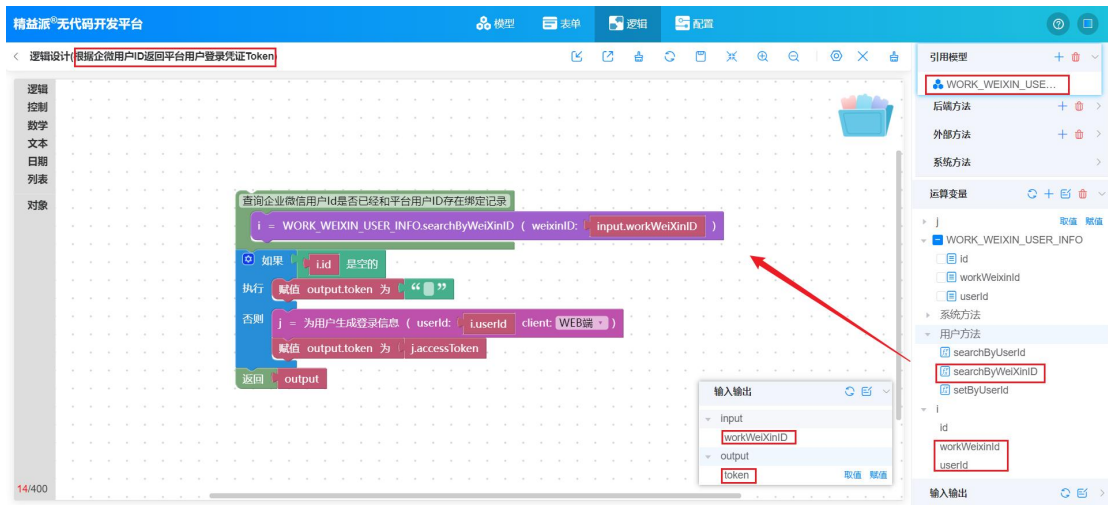 精益派®无代码开发平台
模型
表单
逻辑
配置
逻辑设计(根据企微用户ID返回平台用户登录凭证Token)
逻辑
控制
数学
文本
日期
列表
对象
查询企业微信用户Id是否已经和平台用户ID存在绑定记录
i = WORK_WEIXIN_USER_INFO.searchByWeiXinID ( weixinID: input.workWeiXinID )
如果 i.id 是空的
执行 赋值 output.token 为 “ ”
否则 j = 为用户生成登录信息 ( userId: i.userId client: WEB端 )
赋值 output.token 为 j.accessToken
返回 output
14/400
输入输出
input
workWeiXinID
output
token 取值 赋值
引用模型
WORK_WEIXIN_USE...
后端方法
外部方法
系统方法
运算变量
j 取值 赋值
WORK_WEIXIN_USER_INFO
id
workWeixinId
userId
系统方法
用户方法
searchByUserId
searchByWeiXinID
setByUserId
i
id
workWeixinId
userId
输入输出